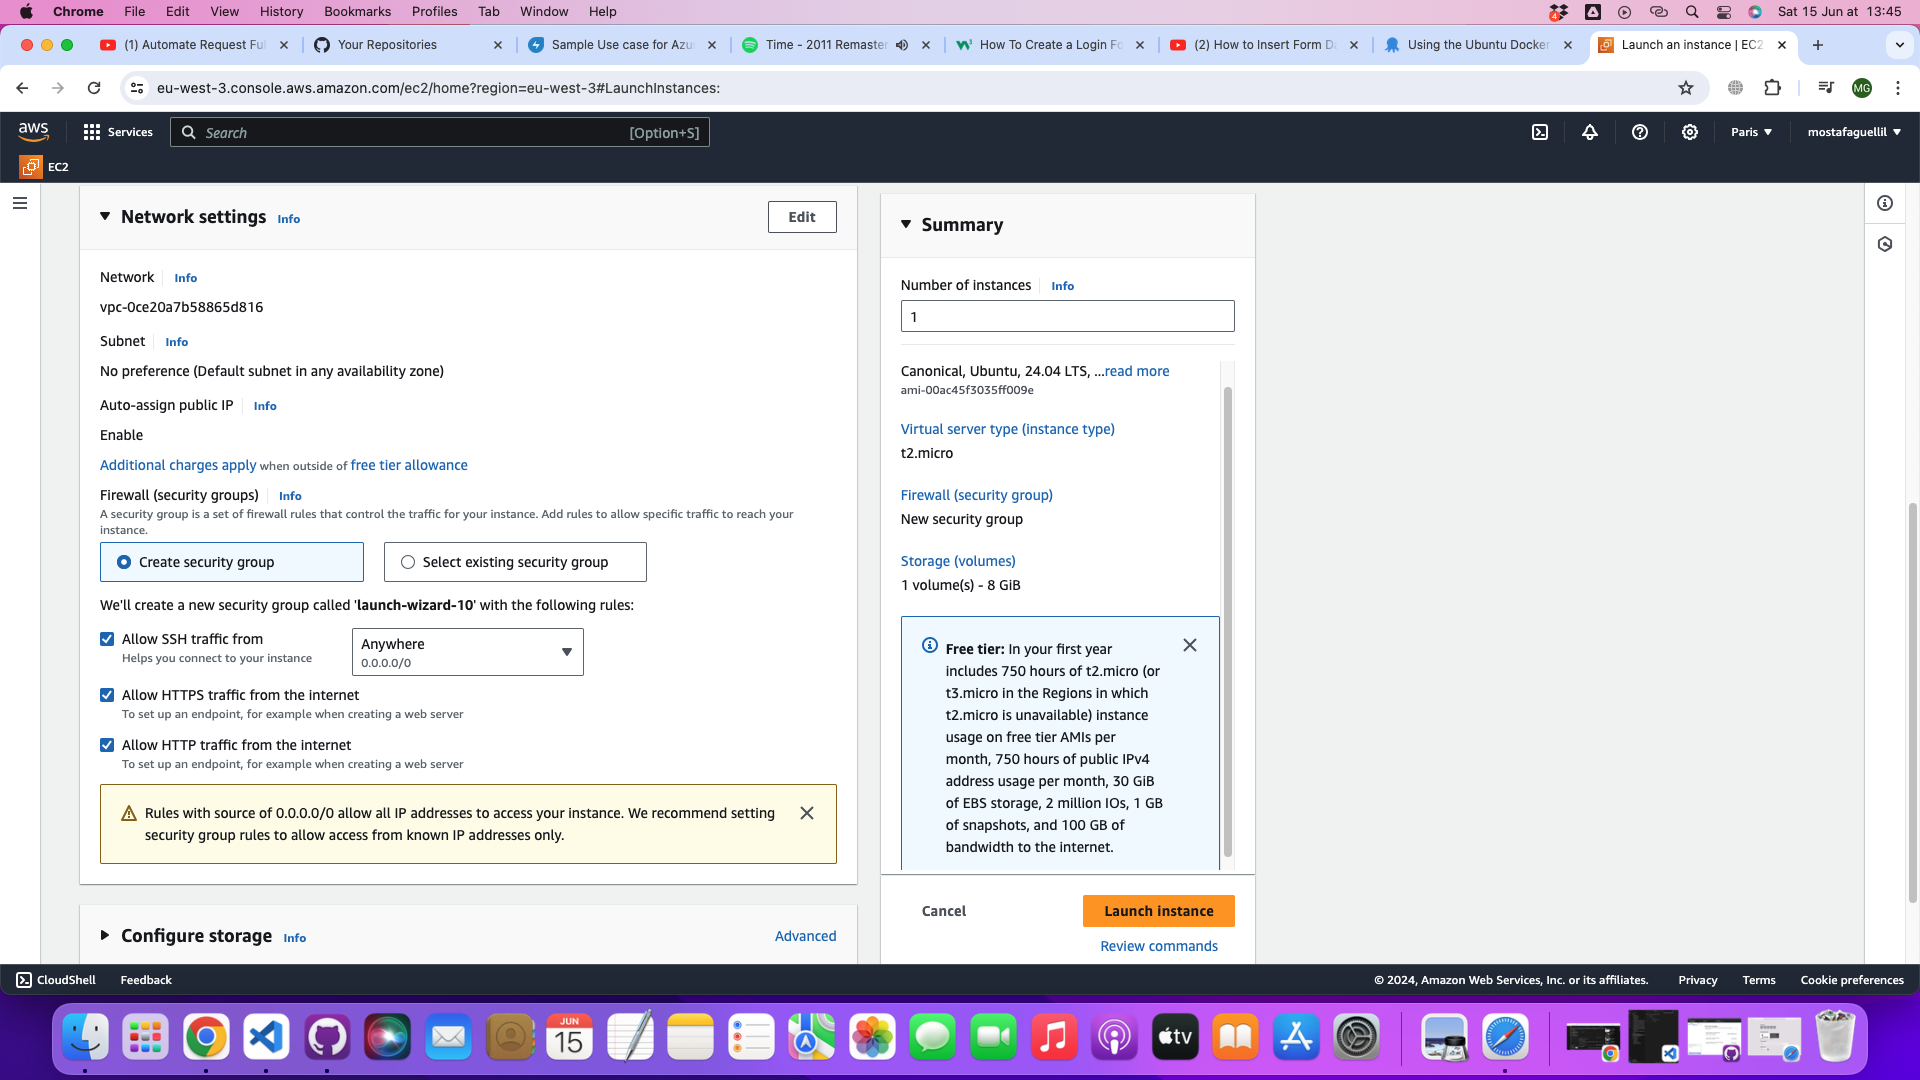 Chrome File Edit View History Bookmarks Profiles Tab Window Help
4
Sat 15 Jun at 13:45
(1) Automate Request Ful
Your Repositories
Sample Use case for Azu
Time - 2011 Remaster
How To Create a Login Fo
(2) How to Insert Form Da
Using the Ubuntu Docker
Launch an instance | EC2
eu-west-3.console.aws.amazon.com/ec2/home?region=eu-west-3#LaunchInstances:
MG
aws
Services
Search
[Option+S]
Paris
mostafaguellil
EC2
Network settings Info
Edit
Network Info
vpc-0ce20a7b58865d816
Subnet Info
No preference (Default subnet in any availability zone)
Auto-assign public IP Info
Enable
Additional charges apply when outside of free tier allowance
Firewall (security groups) Info
A security group is a set of firewall rules that control the traffic for your instance. Add rules to allow specific traffic to reach your
instance.
Create security group
Select existing security group
We'll create a new security group called 'launch-wizard-10' with the following rules:
Allow SSH traffic from
Helps you connect to your instance
Anywhere
0.0.0.0/0
Allow HTTPS traffic from the internet
To set up an endpoint, for example when creating a web server
Allow HTTP traffic from the internet
To set up an endpoint, for example when creating a web server
Rules with source of 0.0.0.0/0 allow all IP addresses to access your instance. We recommend setting
security group rules to allow access from known IP addresses only.
Configure storage Info
Advanced
Summary
Number of instances Info
1
Canonical, Ubuntu, 24.04 LTS, ...read more
ami-00ac45f3035ff009e
Virtual server type (instance type)
t2.micro
Firewall (security group)
New security group
Storage (volumes)
1 volume(s) - 8 GiB
Free tier: In your first year
includes 750 hours of t2.micro (or
t3.micro in the Regions in which
t2.micro is unavailable) instance
usage on free tier AMIs per
month, 750 hours of public IPv4
address usage per month, 30 GiB
of EBS storage, 2 million IOs, 1 GB
of snapshots, and 100 GB of
bandwidth to the internet.
Cancel
Launch instance
Review commands
CloudShell
Feedback
© 2024, Amazon Web Services, Inc. or its affiliates.
Privacy
Terms
Cookie preferences
JUN
15
tv